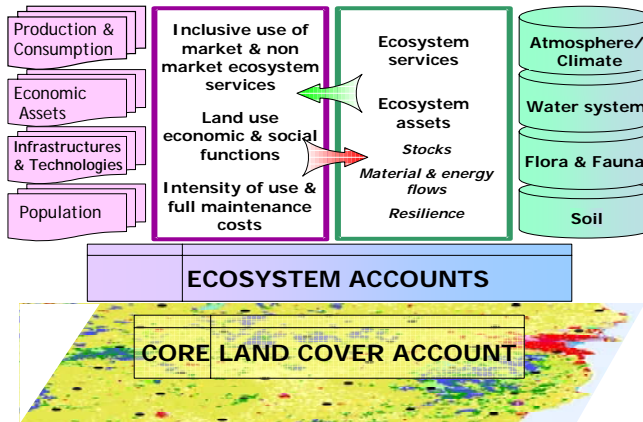 Production &
Consumption
Economic
Assets
Infrastructures
& Technologies
Population
Inclusive use of
market & non
market ecosystem
services
Land use
economic & social
functions
Intensity of use &
full maintenance
costs
Ecosystem
services
Ecosystem
assets
Stocks
Material & energy
flows
Resilience
Atmosphere/
Climate
Water system
Flora & Fauna
Soil
ECOSYSTEM ACCOUNTS
CORE LAND COVER ACCOUNT